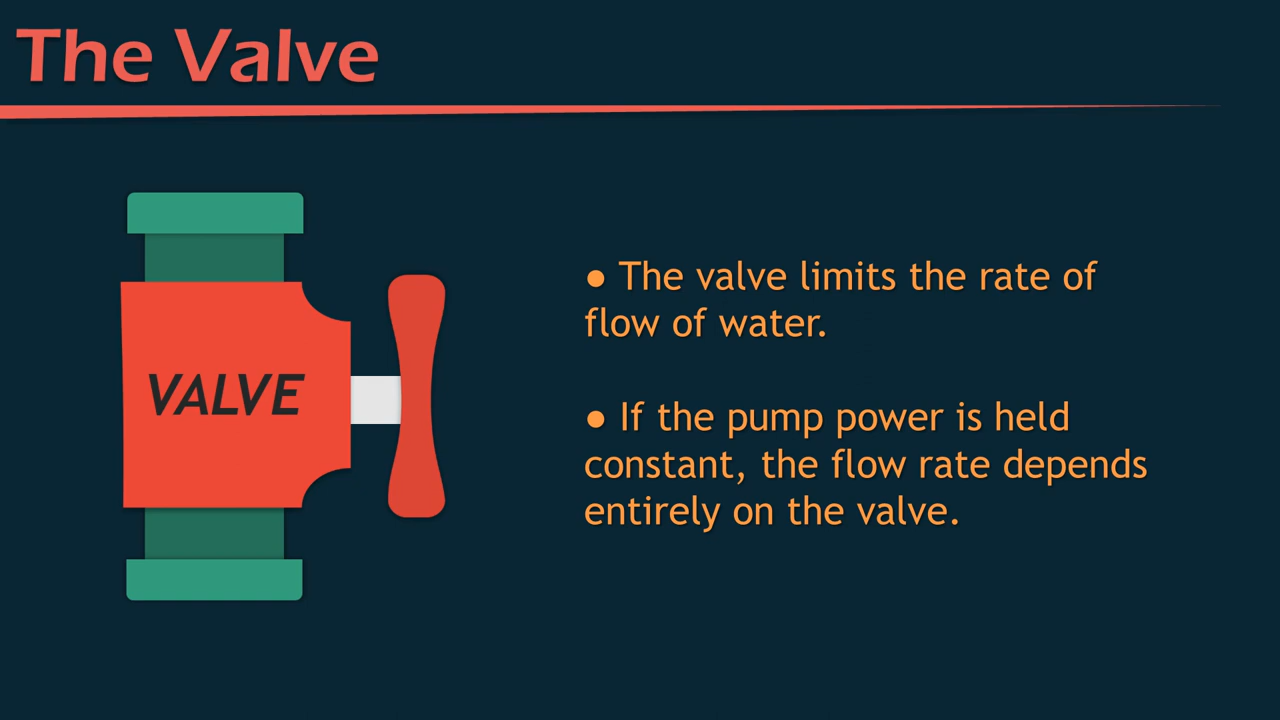 The Valve
VALVE
● The valve limits the rate of
flow of water.
● If the pump power is held
constant, the flow rate depends
entirely on the valve.